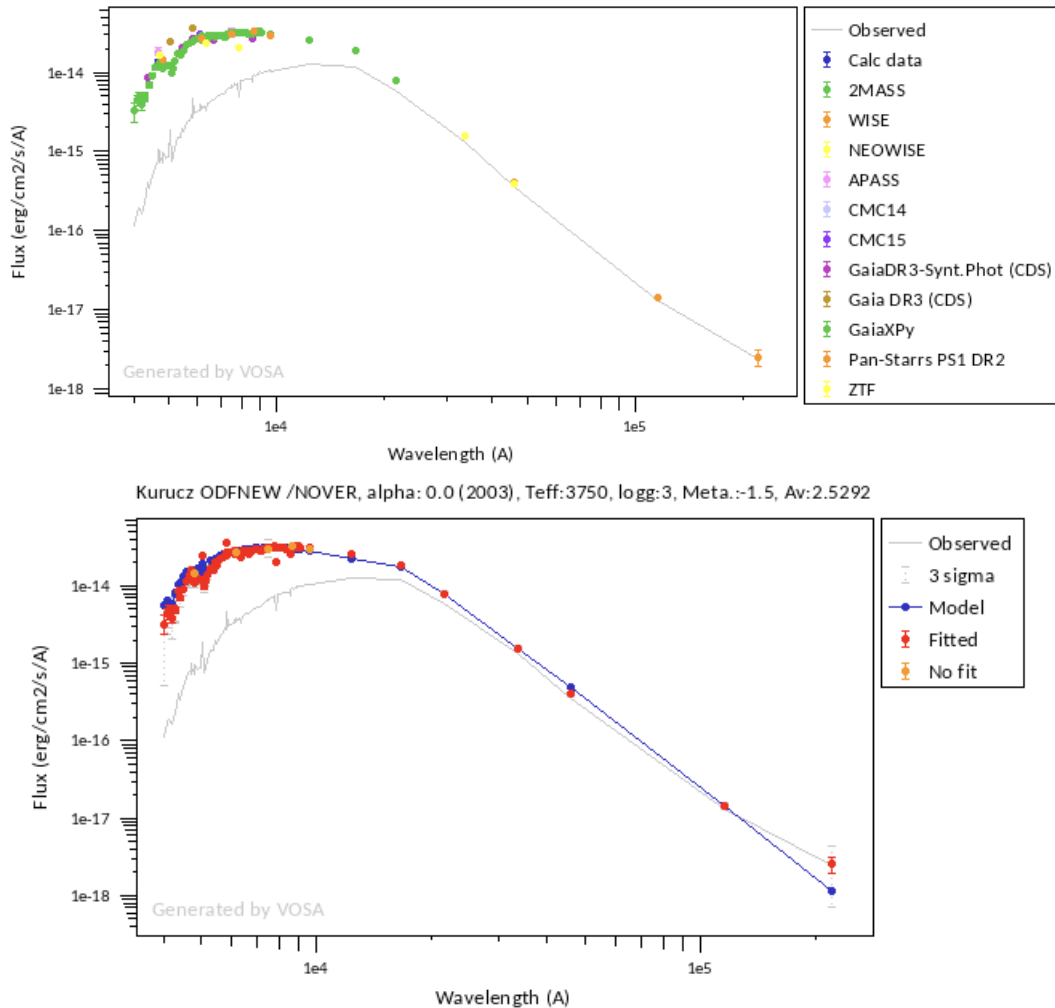 1e-14
1e-15
1e-16
1e-17
1e-18
Flux (erg/cm2/s/A)
Generated by VOSA
1e4
1e5
Wavelength (A)
Observed
Calc data
2MASS
WISE
NEOWISE
APASS
CMC14
CMC15
GaiaDR3-Synt.Phot (CDS)
Gaia DR3 (CDS)
GaiaXPy
Pan-Starrs PS1 DR2
ZTF
Kurucz ODFNEW /NOVER, alpha: 0.0 (2003), Teff:3750, logg:3, Meta.:-1.5, Av:2.5292
1e-14
1e-15
1e-16
1e-17
1e-18
Flux (erg/cm2/s/A)
Generated by VOSA
1e4
1e5
Wavelength (A)
Observed
3 sigma
Model
Fitted
No fit